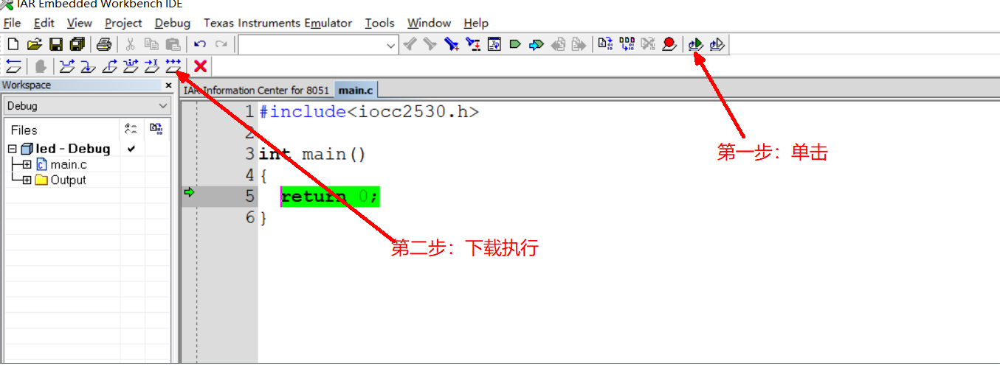 IAR Embedded Workbench IDE
File Edit View Project Debug Texas Instruments Emulator Tools Window Help
Workspace
IAR Information Center for 8051 main.c
Debug
Files
led - Debug
main.c
Output
1 #include<iocc2530.h>
2
3 int main()
4 {
5 return 0;
6 }
第一步：单击
第二步：下载执行